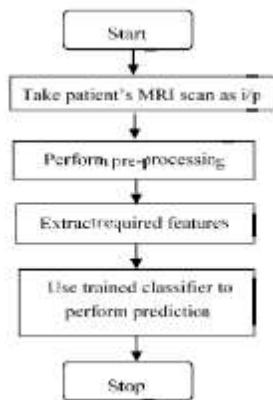 Start
Take patient's MRI scan as i/p
Perform pre-processing
Extract required features
Use trained classifier to
perform prediction
Stop